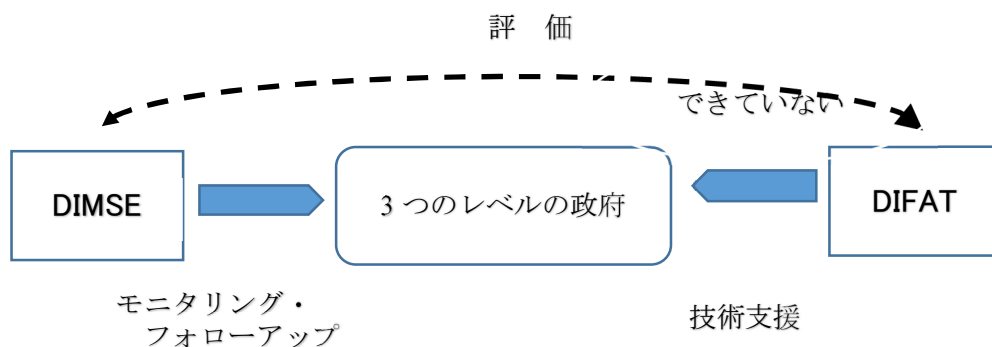 評　価
できていない
DIMSE
3 つのレベルの政府
DIFAT
モニタリング・
フォローアップ
技術支援